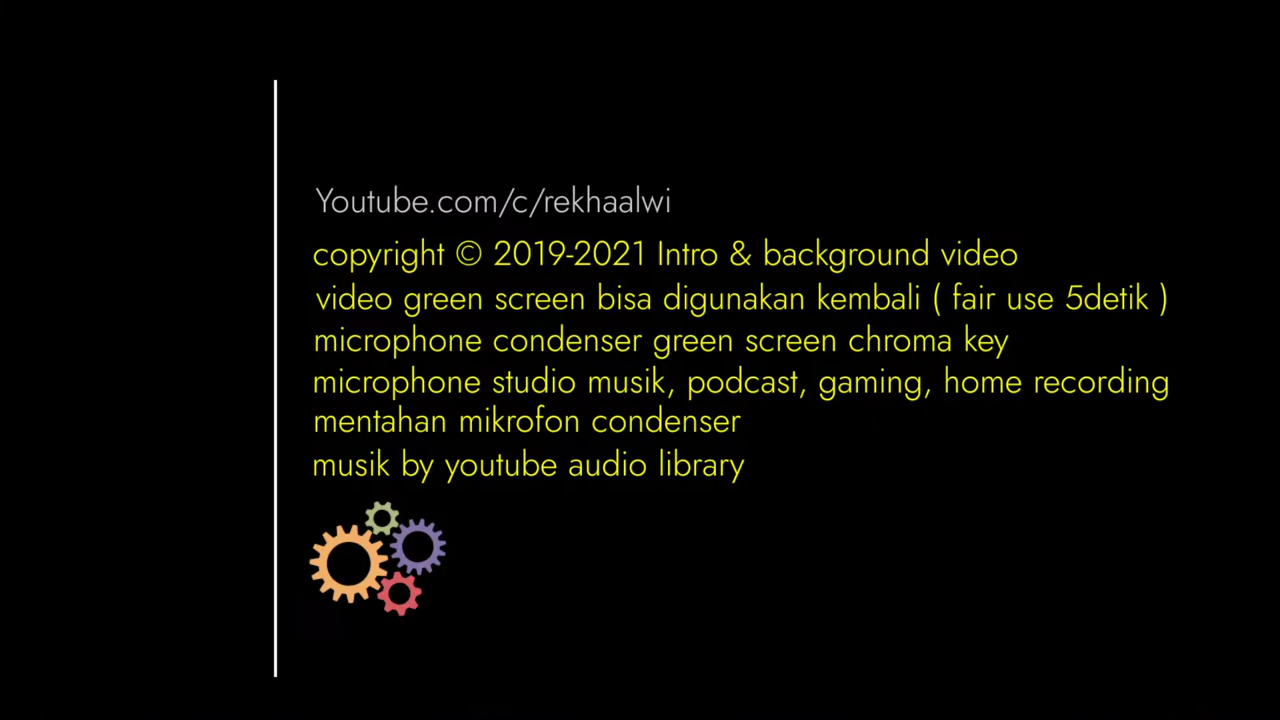 Youtube.com/c/rekhaalwi
copyright © 2019-2021 Intro & background video
video green screen bisa digunakan kembali ( fair use 5detik )
microphone condenser green screen chroma key
microphone studio musik, podcast, gaming, home recording
mentahan mikrofon condenser
musik by youtube audio library